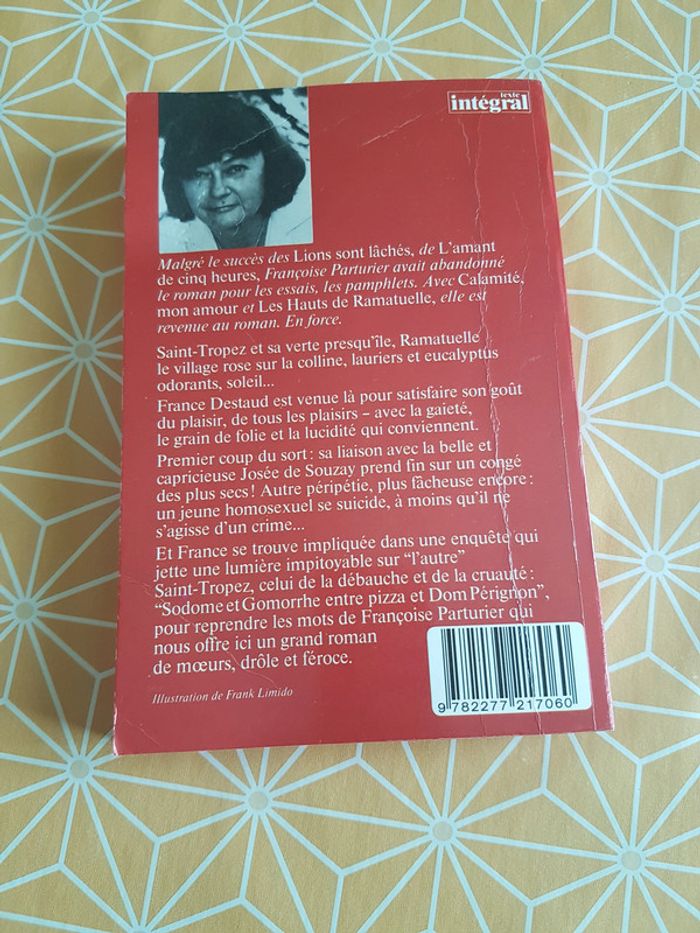 texte
intégral
Malgré le succès des Lions sont lâchés, de L'amant
de cinq heures, Françoise Parturier avait abandonné
le roman pour les essais, les pamphlets. Avec Calamité,
mon amour et Les Hauts de Ramatuelle, elle est
revenue au roman. En force.
Saint-Tropez et sa verte presqu'île, Ramatuelle
le village rose sur la colline, lauriers et eucalyptus
odorants, soleil...
France Destaud est venue là pour satisfaire son goût
du plaisir, de tous les plaisirs – avec la gaieté,
le grain de folie et la lucidité qui conviennent.
Premier coup du sort : sa liaison avec la belle et
capricieuse Josée de Souzay prend fin sur un congé
des plus secs ! Autre péripétie, plus fâcheuse encore :
un jeune homosexuel se suicide, à moins qu'il ne
s'agisse d'un crime...
Et France se trouve impliquée dans une enquête qui
jette une lumière impitoyable sur "l'autre"
Saint-Tropez, celui de la débauche et de la cruauté :
"Sodome et Gomorrhe entre pizza et Dom Pérignon",
pour reprendre les mots de Françoise Parturier qui
nous offre ici un grand roman
de mœurs, drôle et féroce.
Illustration de Frank Limido
9 782277 217060